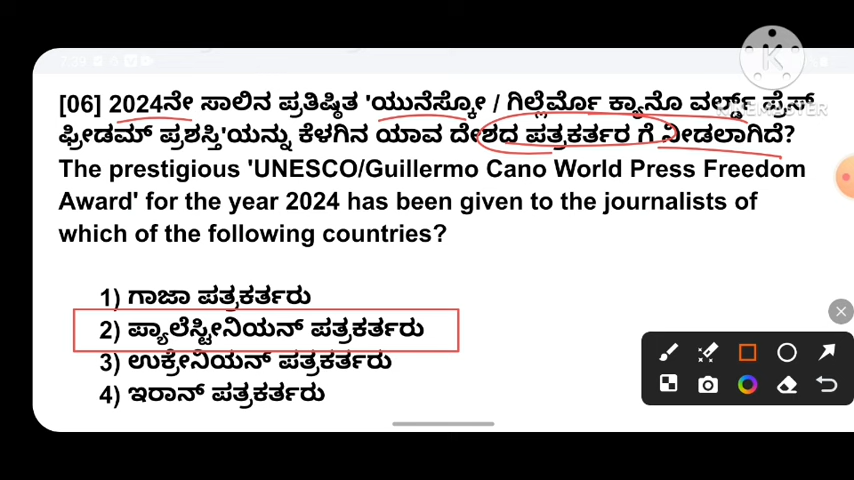 [06] 2024ನೇ ಸಾಲಿನ ಪ್ರತಿಷ್ಠಿತ 'ಯುನೆಸ್ಕೋ / ಗಿಲ್ಲೆರ್ಮೊ ಕ್ಯಾನೊ ವರ್ಲ್ಡ್ ಪ್ರೆಸ್
ಫ್ರೀಡಮ್ ಪ್ರಶಸ್ತಿ'ಯನ್ನು ಕೆಳಗಿನ ಯಾವ ದೇಶದ ಪತ್ರಕರ್ತರ ಗೆ ನೀಡಲಾಗಿದೆ?
The prestigious 'UNESCO/Guillermo Cano World Press Freedom
Award' for the year 2024 has been given to the journalists of
which of the following countries?
1) ಗಾಜಾ ಪತ್ರಕರ್ತರು
2) ಪ್ಯಾಲೆಸ್ಟೀನಿಯನ್ ಪತ್ರಕರ್ತರು
3) ಉಕ್ರೇನಿಯನ್ ಪತ್ರಕರ್ತರು
4) ಇರಾನ್ ಪತ್ರಕರ್ತರು